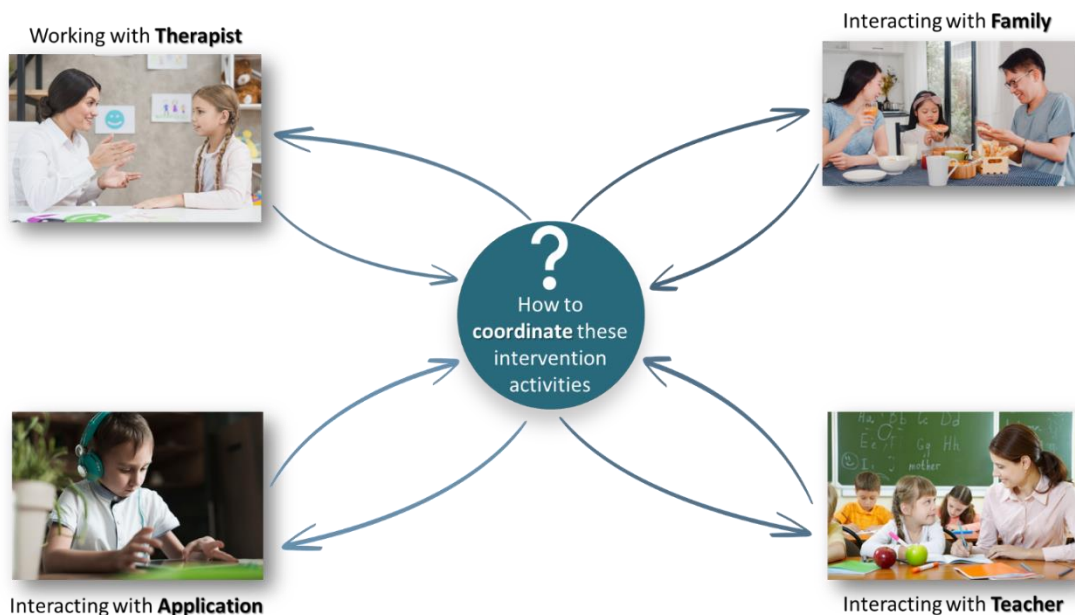 Working with Therapist
Interacting with Family
?
How to
coordinate these
intervention
activities
Ee
Gg Hh
mother
Interacting with Application
Interacting with Teacher